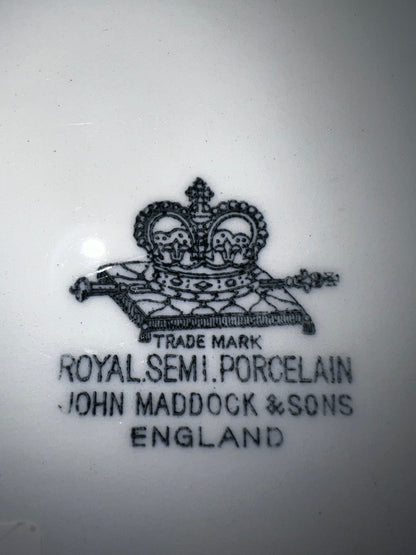 TRADE MARK
ROYAL.SEMI.PORCELAIN
JOHN MADDOCK & SONS
ENGLAND